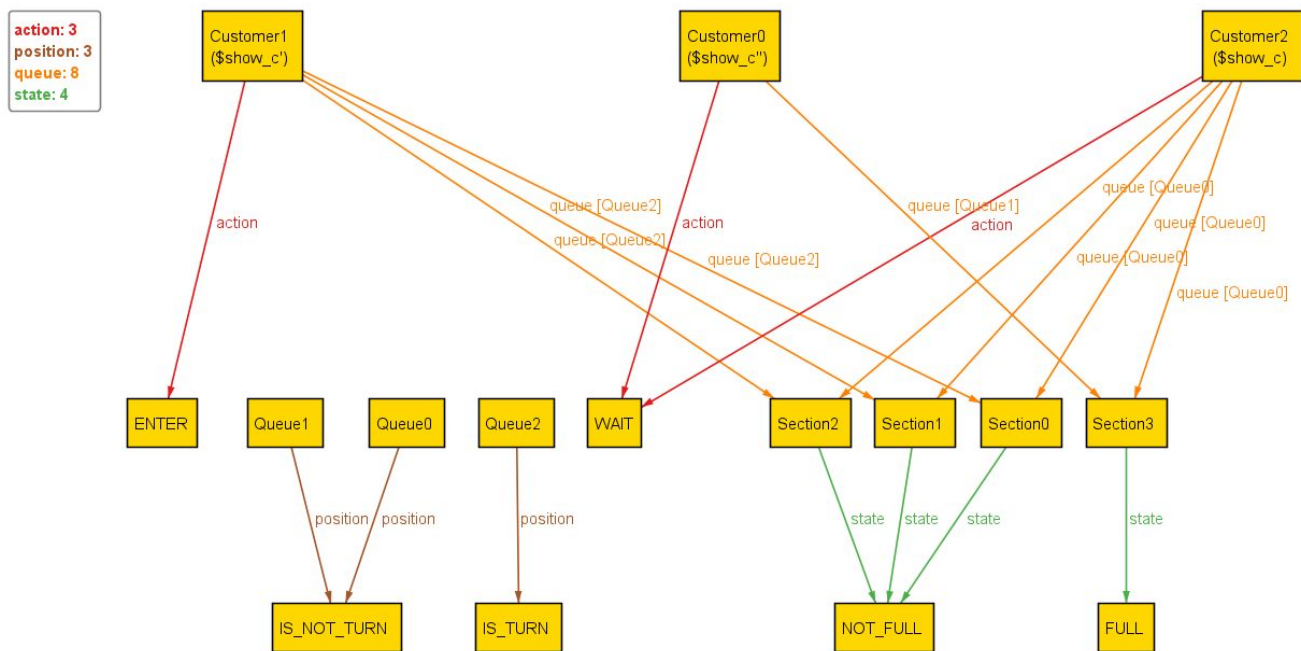 action: 3
position: 3
queue: 8
state: 4
Customer1
($show_c')
Customer0
($show_c'')
Customer2
($show_c)
queue [Queue0]
queue [Queue2]
queue [Queue1]
action
action
action
queue [Queue0]
queue [Queue2]
queue [Queue2]
queue [Queue0]
queue [Queue0]
ENTER
Queue1
Queue0
Queue2
WAIT
Section2
Section1
Section0
Section3
position
position
position
state
state
state
state
IS_NOT_TURN
IS_TURN
NOT_FULL
FULL